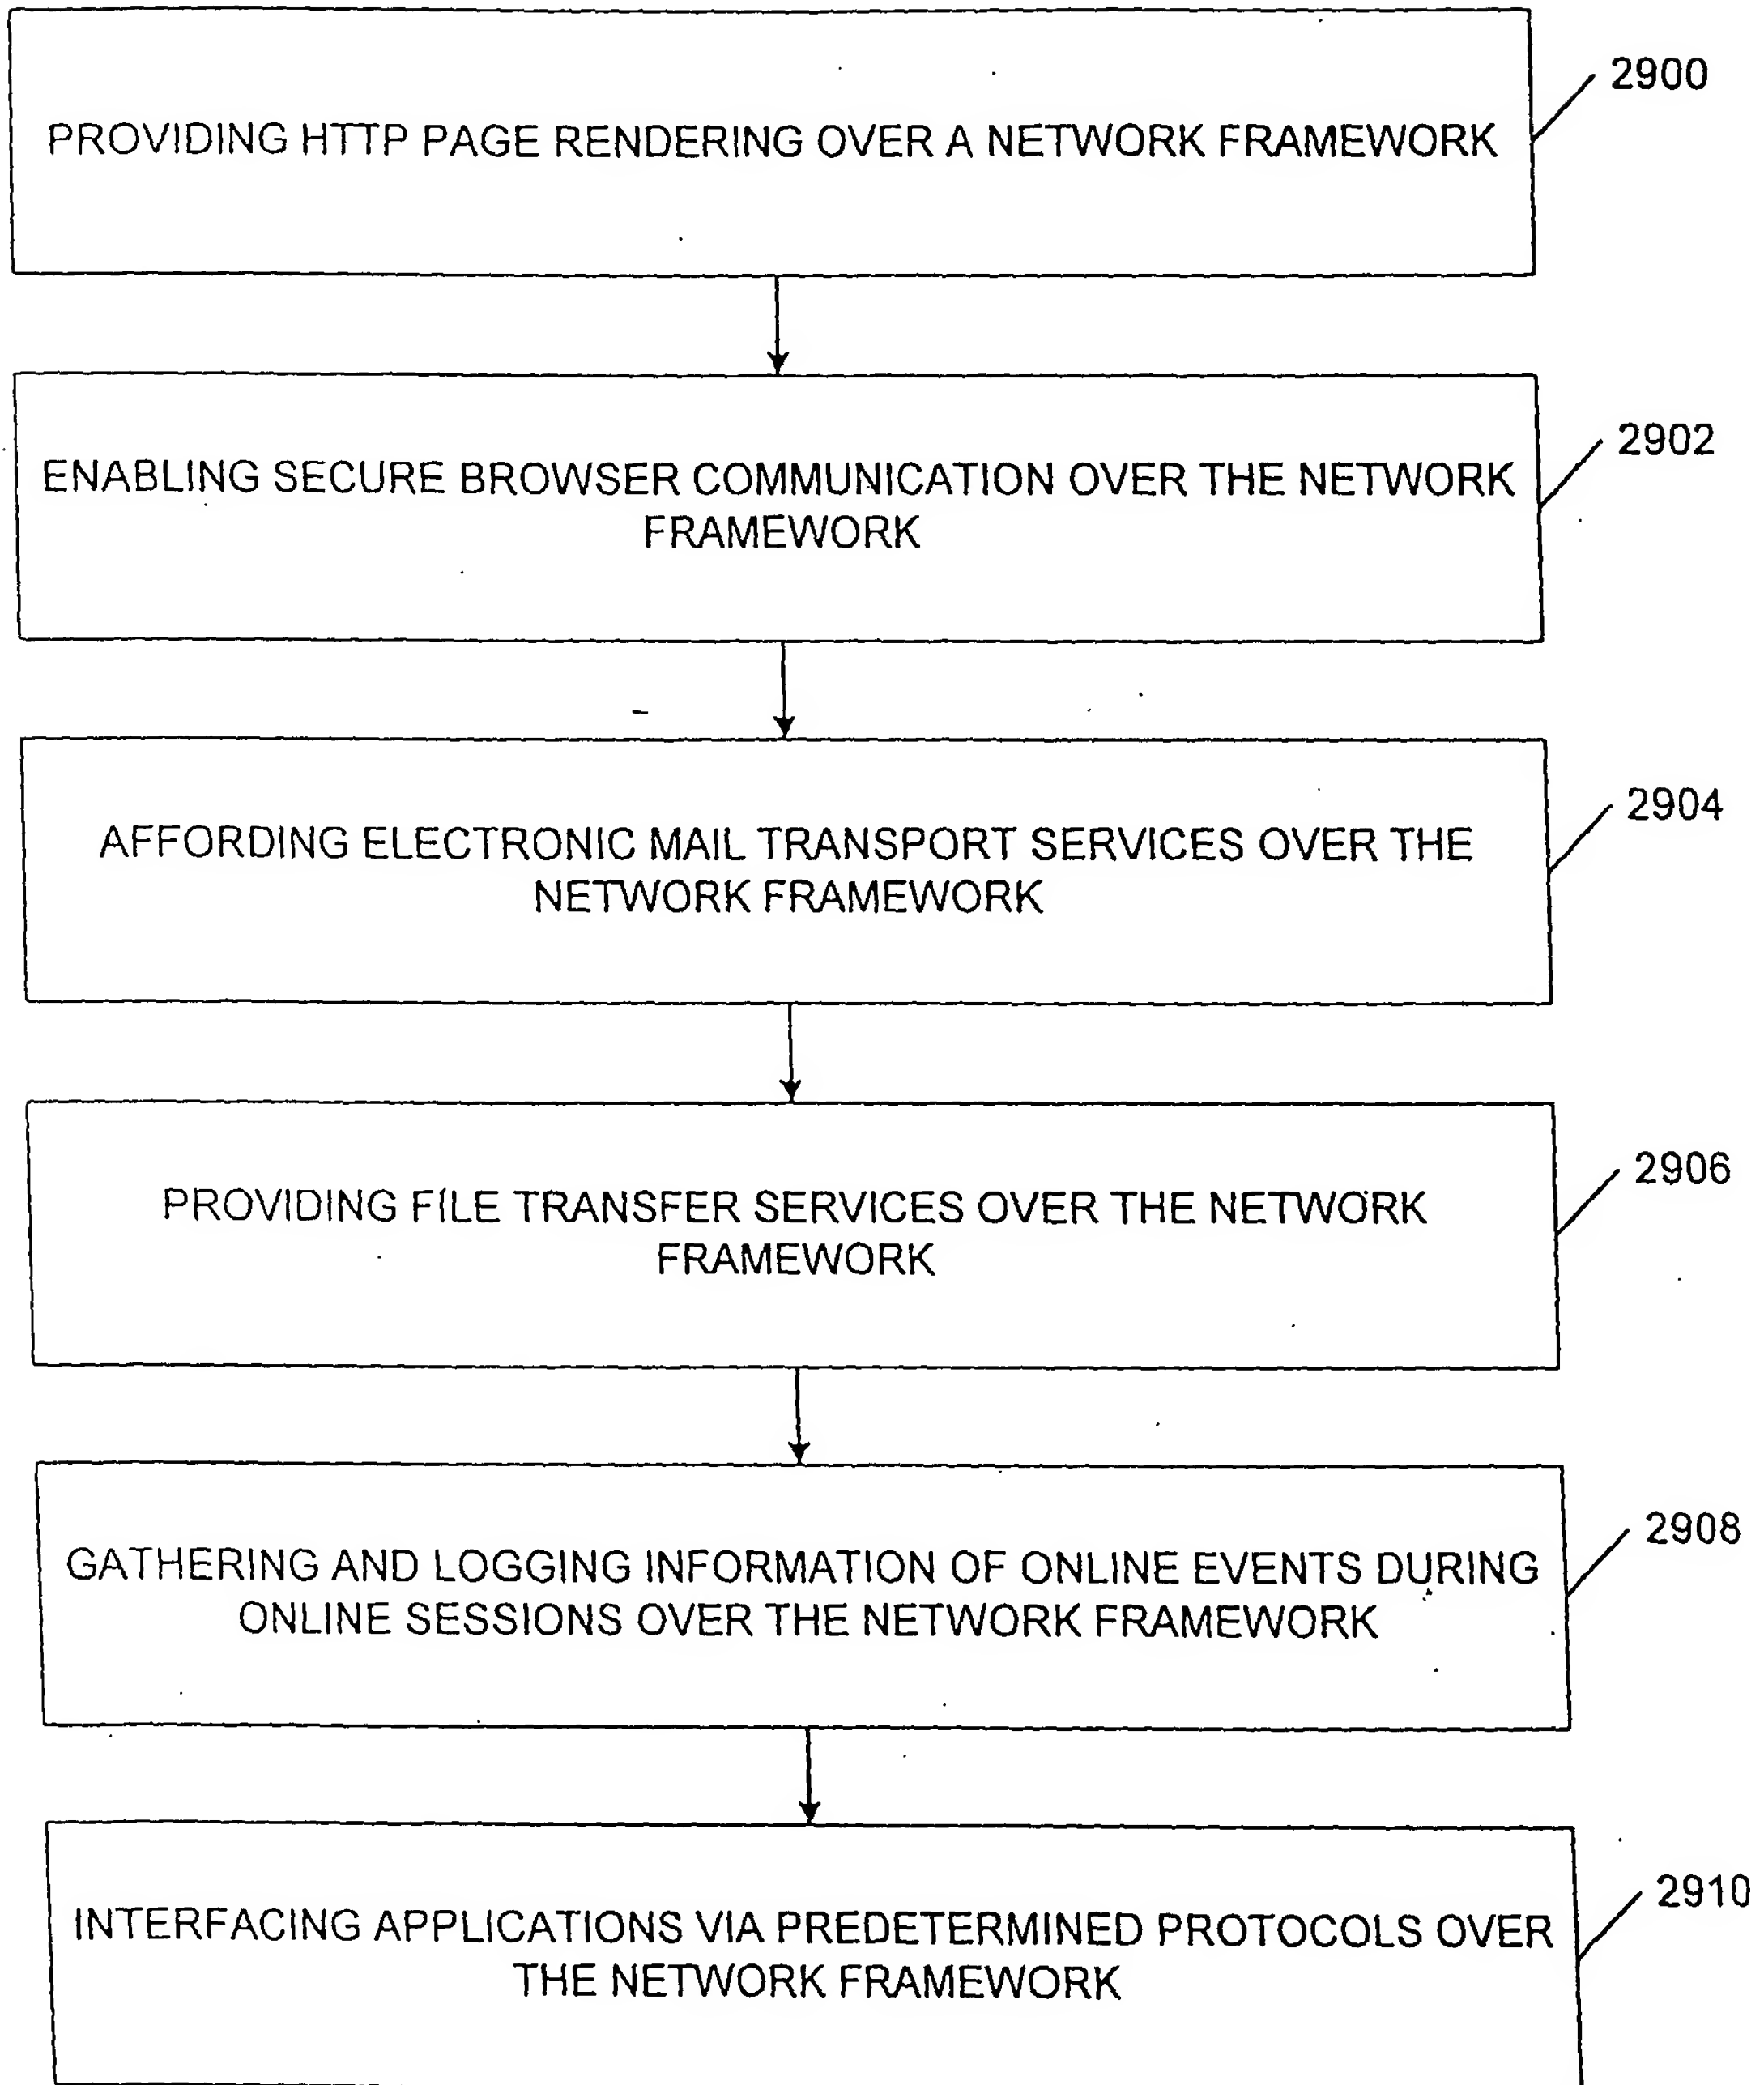 2900
PROVIDING HTTP PAGE RENDERING OVER A NETWORK FRAMEWORK
2902
ENABLING SECURE BROWSER COMMUNICATION OVER THE NETWORK
FRAMEWORK
2904
AFFORDING ELECTRONIC MAIL TRANSPORT SERVICES OVER THE
NETWORK FRAMEWORK
2906
PROVIDING FILE TRANSFER SERVICES OVER THE NETWORK
FRAMEWORK
2908
GATHERING AND LOGGING INFORMATION OF ONLINE EVENTS DURING
ONLINE SESSIONS OVER THE NETWORK FRAMEWORK
2910
INTERFACING APPLICATIONS VIA PREDETERMINED PROTOCOLS OVER
THE NETWORK FRAMEWORK